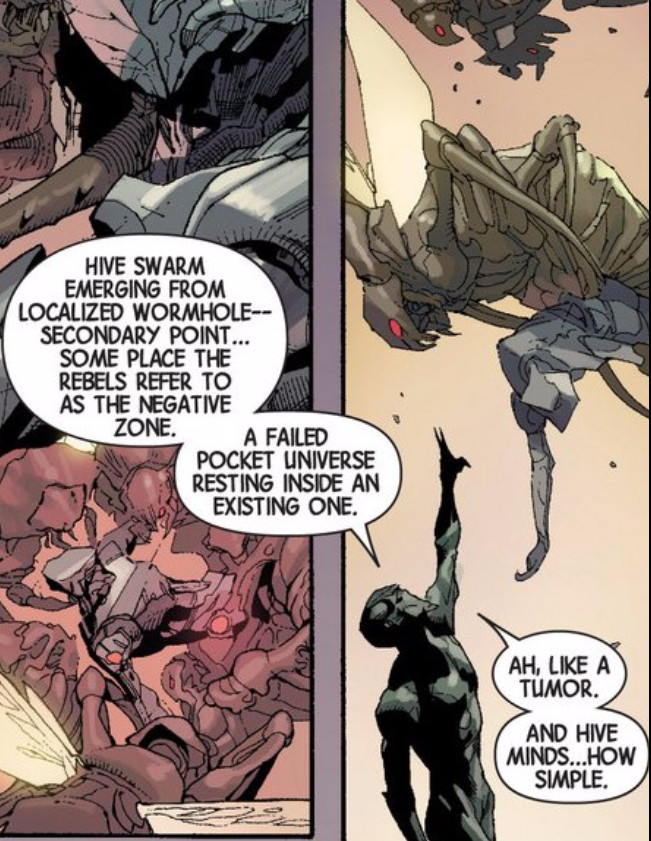 HIVE SWARM
EMERGING FROM
LOCALIZED WORMHOLE--
SECONDARY POINT...
SOME PLACE THE
REBELS REFER TO
AS THE NEGATIVE
ZONE.
A FAILED
POCKET UNIVERSE
RESTING INSIDE AN
EXISTING ONE.
AH, LIKE A
TUMOR.
AND HIVE
MINDS...HOW
SIMPLE.